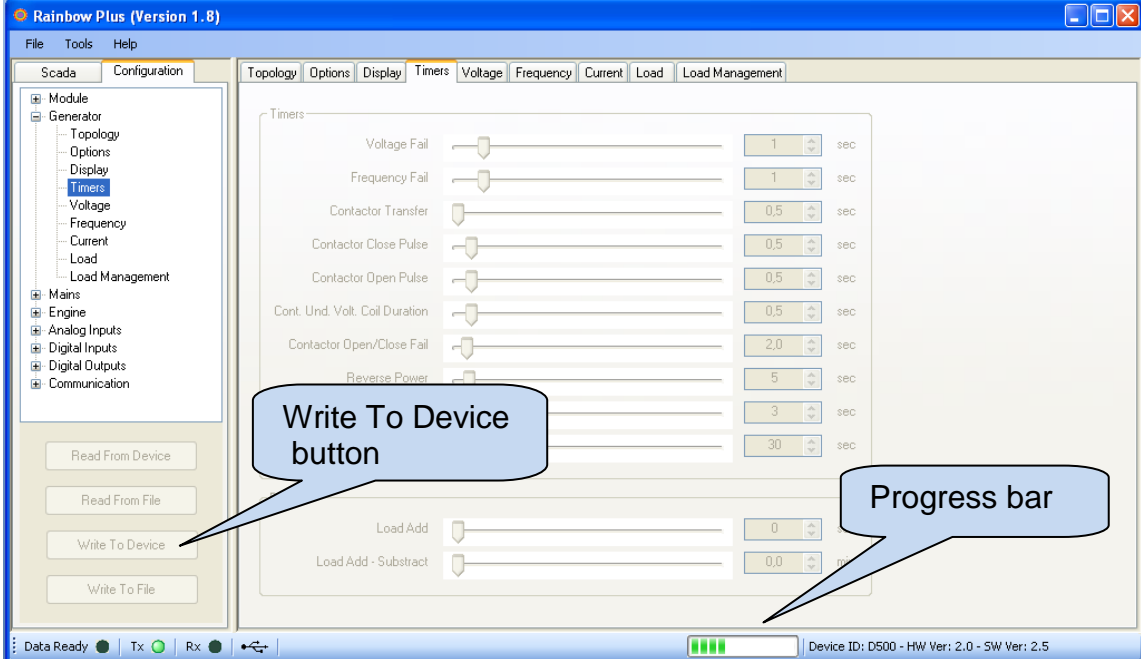 Rainbow Plus (Version 1.8)
File Tools Help
Scada Configuration
Topology Options Display Timers Voltage Frequency Current Load Load Management
Module
Generator
Topology
Options
Display
Timers
Voltage
Frequency
Current
Load
Load Management
Mains
Engine
Analog Inputs
Digital Inputs
Digital Outputs
Communication
Read From Device
Read From File
Write To Device
Write To File
Timers
Voltage Fail 1 sec
Frequency Fail 1 sec
Contactor Transfer 0,5 sec
Contactor Close Pulse 0,5 sec
Contactor Open Pulse 0,5 sec
Cont. Und. Volt. Coil Duration 0,5 sec
Contactor Open/Close Fail 2,0 sec
Reverse Power 5 sec
3 sec
30 sec
Load Add 0
Load Add - Substract 0,0
Write To Device
button
Progress bar
Data Ready Tx Rx Device ID: D500 - HW Ver: 2.0 - SW Ver: 2.5